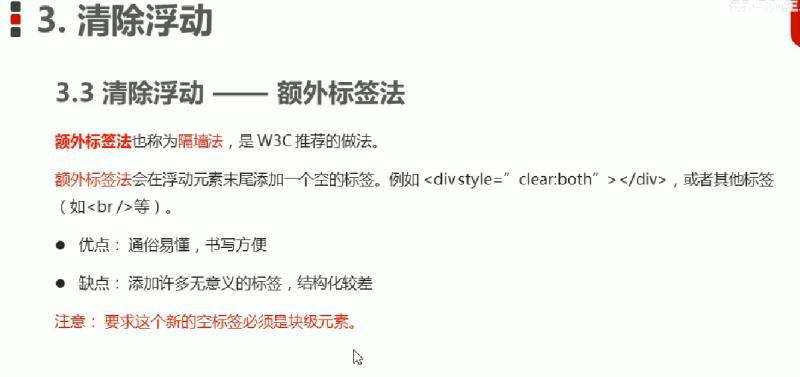 3. 清除浮动
3.3 清除浮动 —— 额外标签法
额外标签法也称为隔墙法，是 W3C 推荐的做法。
额外标签法会在浮动元素末尾添加一个空的标签。例如 <div style=”clear:both”></div>，或者其他标签
（如<br />等）。
● 优点： 通俗易懂，书写方便
● 缺点： 添加许多无意义的标签，结构化较差
注意： 要求这个新的空标签必须是块级元素。